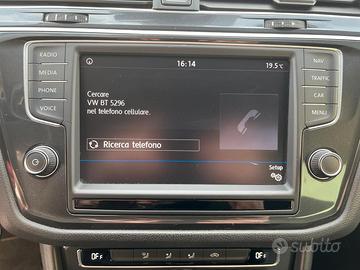 RADIO
MEDIA
PHONE
VOICE
16:14
19.5°C
Cercare
VW BT 5296
nel telefono cellulare.
Ricerca telefono
Setup
NAV
TRAFFIC
CAR
MENU
OFF
OFF
subito